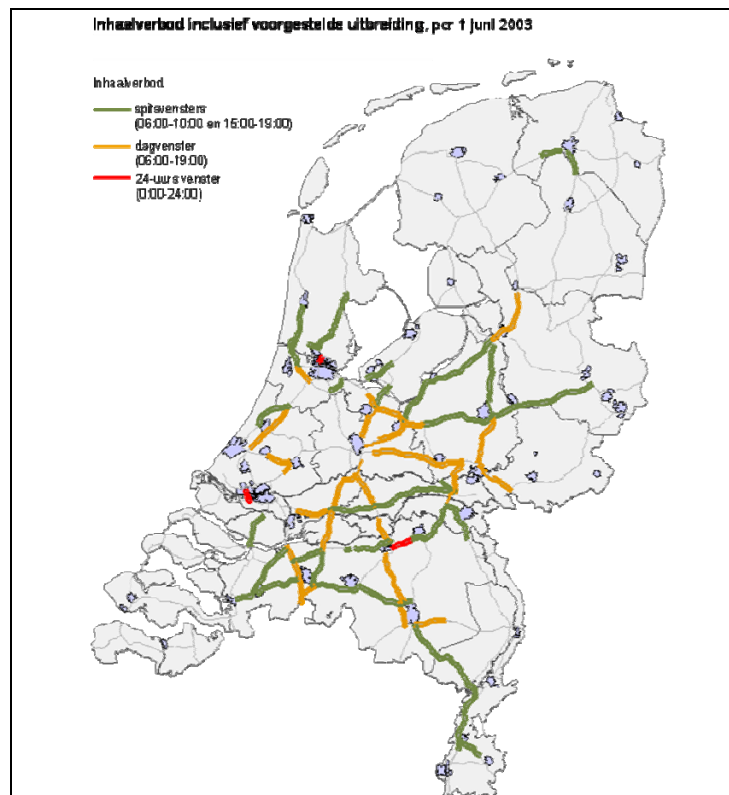 Inhaalverbod inclusief voorgestelde uitbreiding, per 1 juni 2003
Inhaalverbod
spitsvensters
(06:00-10:00 en 15:00-19:00)
dagvenster
(06:00-19:00)
24-uurs venster
(0:00-24:00)